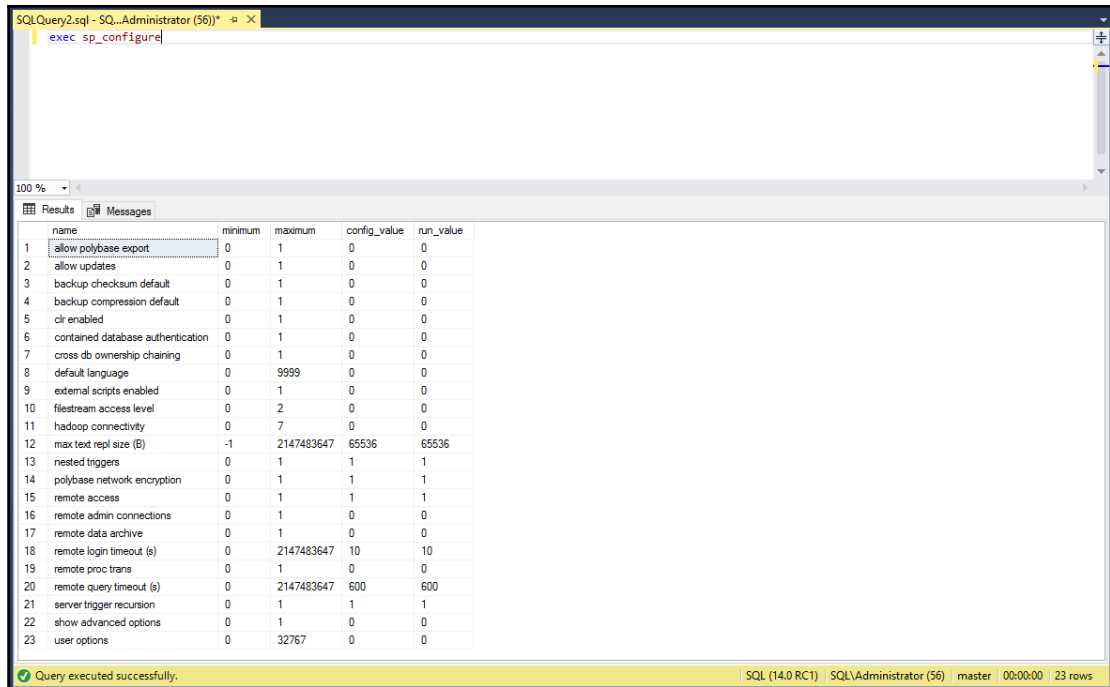 SQLQuery2.sql - SQ...Administrator (56))*
exec sp_configure
100 %
Results Messages
name minimum maximum config_value run_value
1 allow polybase export 0 1 0 0
2 allow updates 0 1 0 0
3 backup checksum default 0 1 0 0
4 backup compression default 0 1 0 0
5 clr enabled 0 1 0 0
6 contained database authentication 0 1 0 0
7 cross db ownership chaining 0 1 0 0
8 default language 0 9999 0 0
9 external scripts enabled 0 1 0 0
10 filestream access level 0 2 0 0
11 hadoop connectivity 0 7 0 0
12 max text repl size (B) -1 2147483647 65536 65536
13 nested triggers 0 1 1 1
14 polybase network encryption 0 1 1 1
15 remote access 0 1 1 1
16 remote admin connections 0 1 0 0
17 remote data archive 0 1 0 0
18 remote login timeout (s) 0 2147483647 10 10
19 remote proc trans 0 1 0 0
20 remote query timeout (s) 0 2147483647 600 600
21 server trigger recursion 0 1 1 1
22 show advanced options 0 1 0 0
23 user options 0 32767 0 0
Query executed successfully. SQL (14.0 RC1) SQL\Administrator (56) master 00:00:00 23 rows